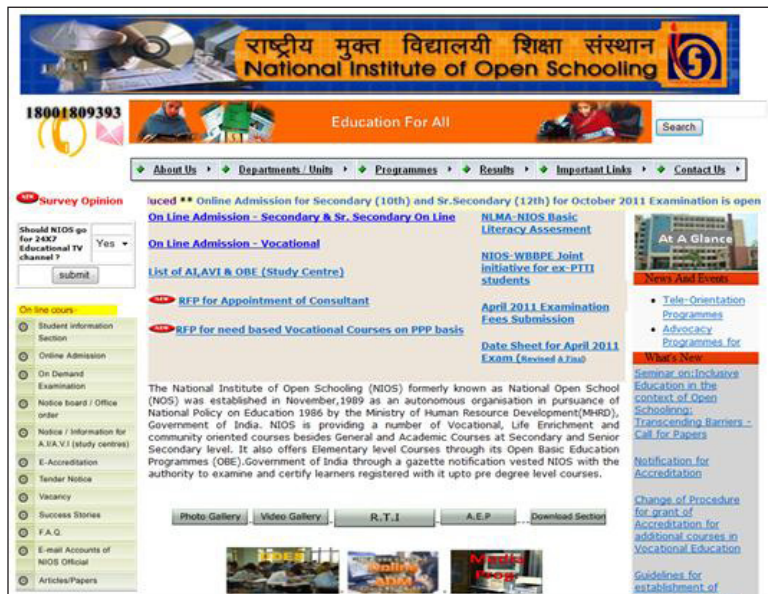 राष्ट्रीय मुक्त विद्यालयी शिक्षा संस्थान
National Institute of Open Schooling
18001809393
Education For All
Search
About Us
Departments / Units
Programmes
Results
Important Links
Contact Us
Survey Opinion
luced ** Online Admission for Secondary (10th) and Sr.Secondary (12th) for October 2011 Examination is open
Should NIOS go
for 24X7
Educational TV
channel ?
Yes
submit
On line cours-
Student information
Section
Online Admission
On Demand
Examination
Notice board / Office
order
Notice / Information for
A.I/A.V.I (study centres)
E-Accreditation
Tender Notice
Vacancy
Success Stories
F.A.Q.
E-mail Accounts of
NIOS Official
Articles/Papers
On Line Admission - Secondary & Sr. Secondary On Line
On Line Admission - Vocational
List of AI,AVI & OBE (Study Centre)
RFP for Appointment of Consultant
RFP for need based Vocational Courses on PPP basis
NLMA-NIOS Basic
Literacy Assesment
NIOS-WBBPE Joint
initiative for ex-PTTI
students
April 2011 Examination
Fees Submission
Date Sheet for April 2011
Exam (Revised & Final)
The National Institute of Open Schooling (NIOS) formerly known as National Open School
(NOS) was established in November,1989 as an autonomous organisation in pursuance of
National Policy on Education 1986 by the Ministry of Human Resource Development(MHRD),
Government of India. NIOS is providing a number of Vocational, Life Enrichment and
community oriented courses besides General and Academic Courses at Secondary and Senior
Secondary level. It also offers Elementary level Courses through its Open Basic Education
Programmes (OBE).Government of India through a gazette notification vested NIOS with the
authority to examine and certify learners registered with it upto pre degree level courses.
Photo Gallery
Video Gallery
R.T.I
A.E.P
Download Section
ODES
Online
ADM
Media
Prog.
At A Glance
News And Events
Tele-Orientation
Programmes
Advocacy
Programmes for
What's New
Seminar on:Inclusive
Education in the
context of Open
Schoolinng:
Transcending Barriers -
Call for Papers
Notification for
Accreditation
Change of Procedure
for grant of
Accreditation for
additional courses in
Vocational Education
Guidelines for
establishment of